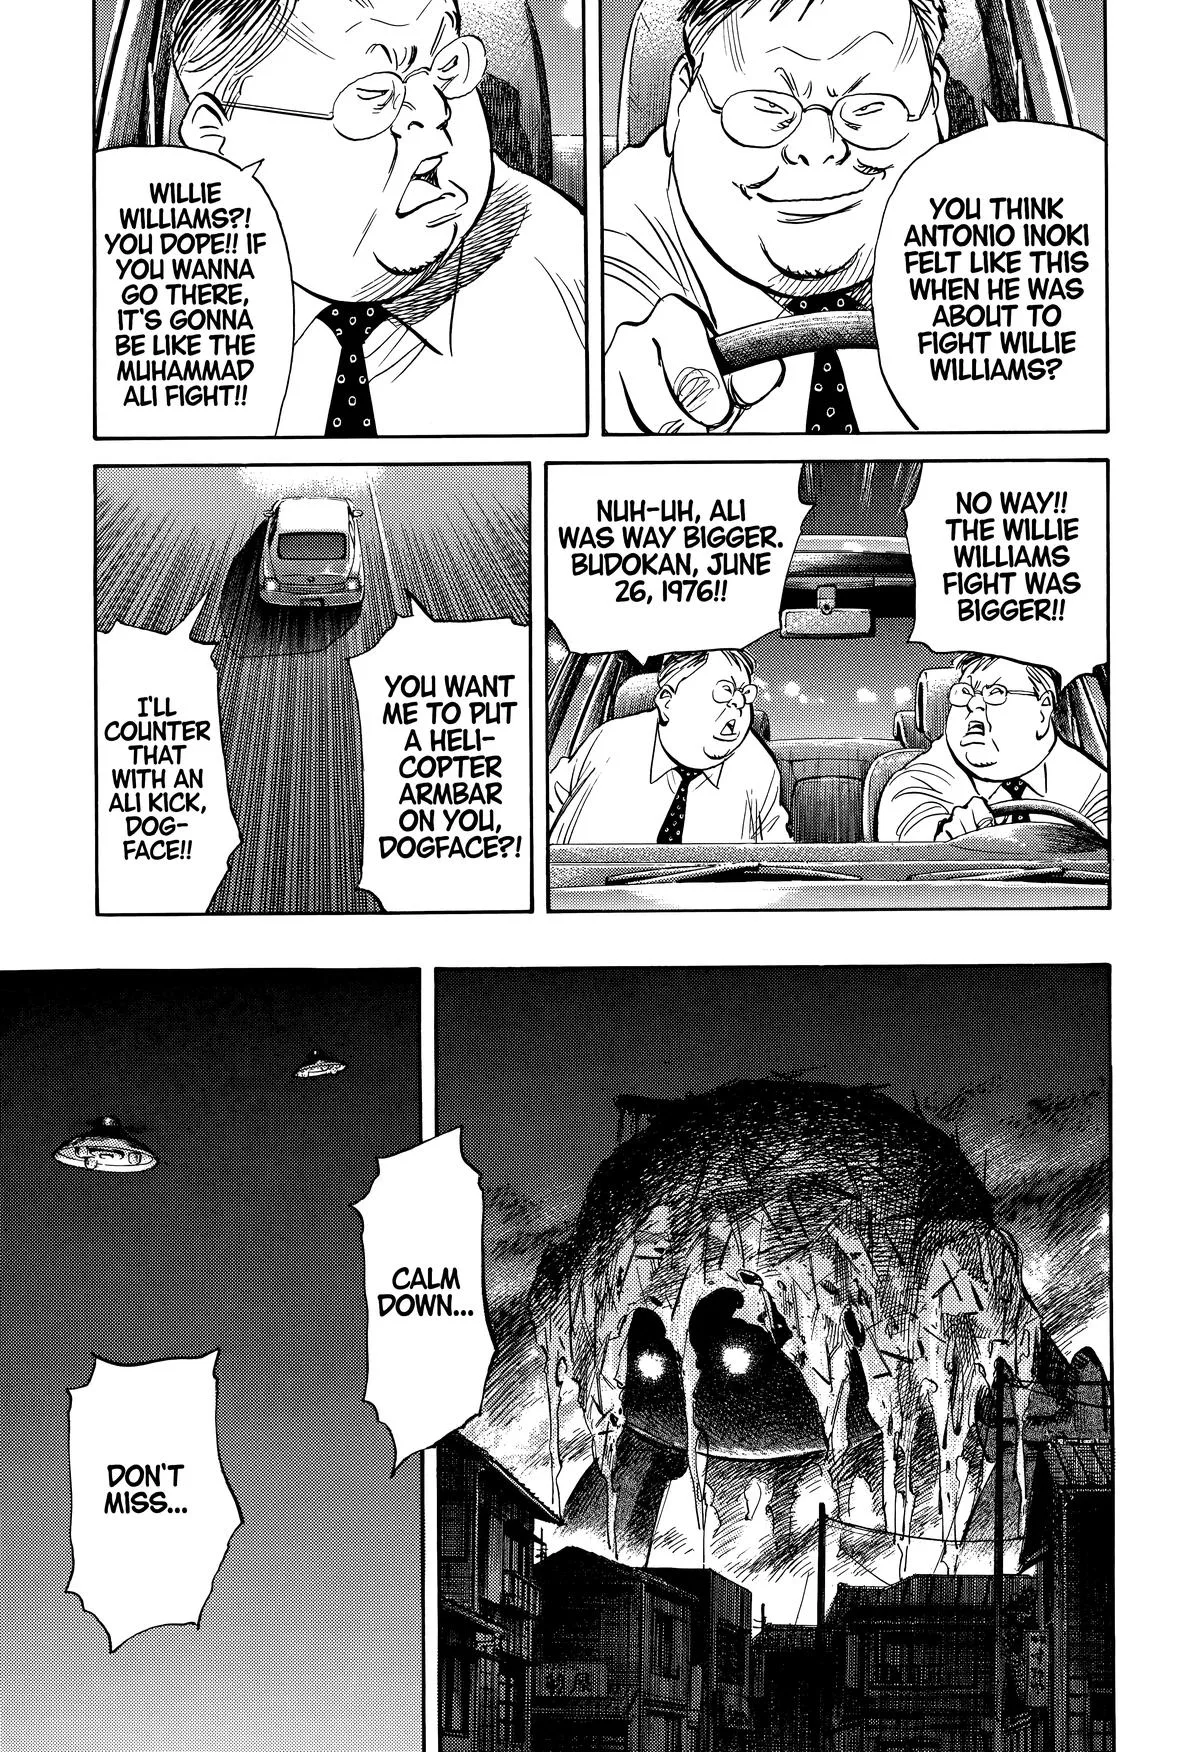 YOU THINK
ANTONIO INOKI
FELT LIKE THIS
WHEN HE WAS
ABOUT TO
FIGHT WILLIE
WILLIAMS?
WILLIE
WILLIAMS?!
YOU DOPE!! IF
YOU WANNA
GO THERE,
IT'S GONNA
BE LIKE THE
MUHAMMAD
ALI FIGHT!!
NO WAY!!
THE WILLIE
WILLIAMS
FIGHT WAS
BIGGER!!
NUH-UH, ALI
WAS WAY BIGGER.
BUDOKAN, JUNE
26, 1976!!
YOU WANT
ME TO PUT
A HELI-
COPTER
ARMBAR
ON YOU,
DOGFACE?!
I'LL
COUNTER
THAT
WITH AN
ALI KICK,
DOG-
FACE!!
CALM
DOWN...
DON'T
MISS...